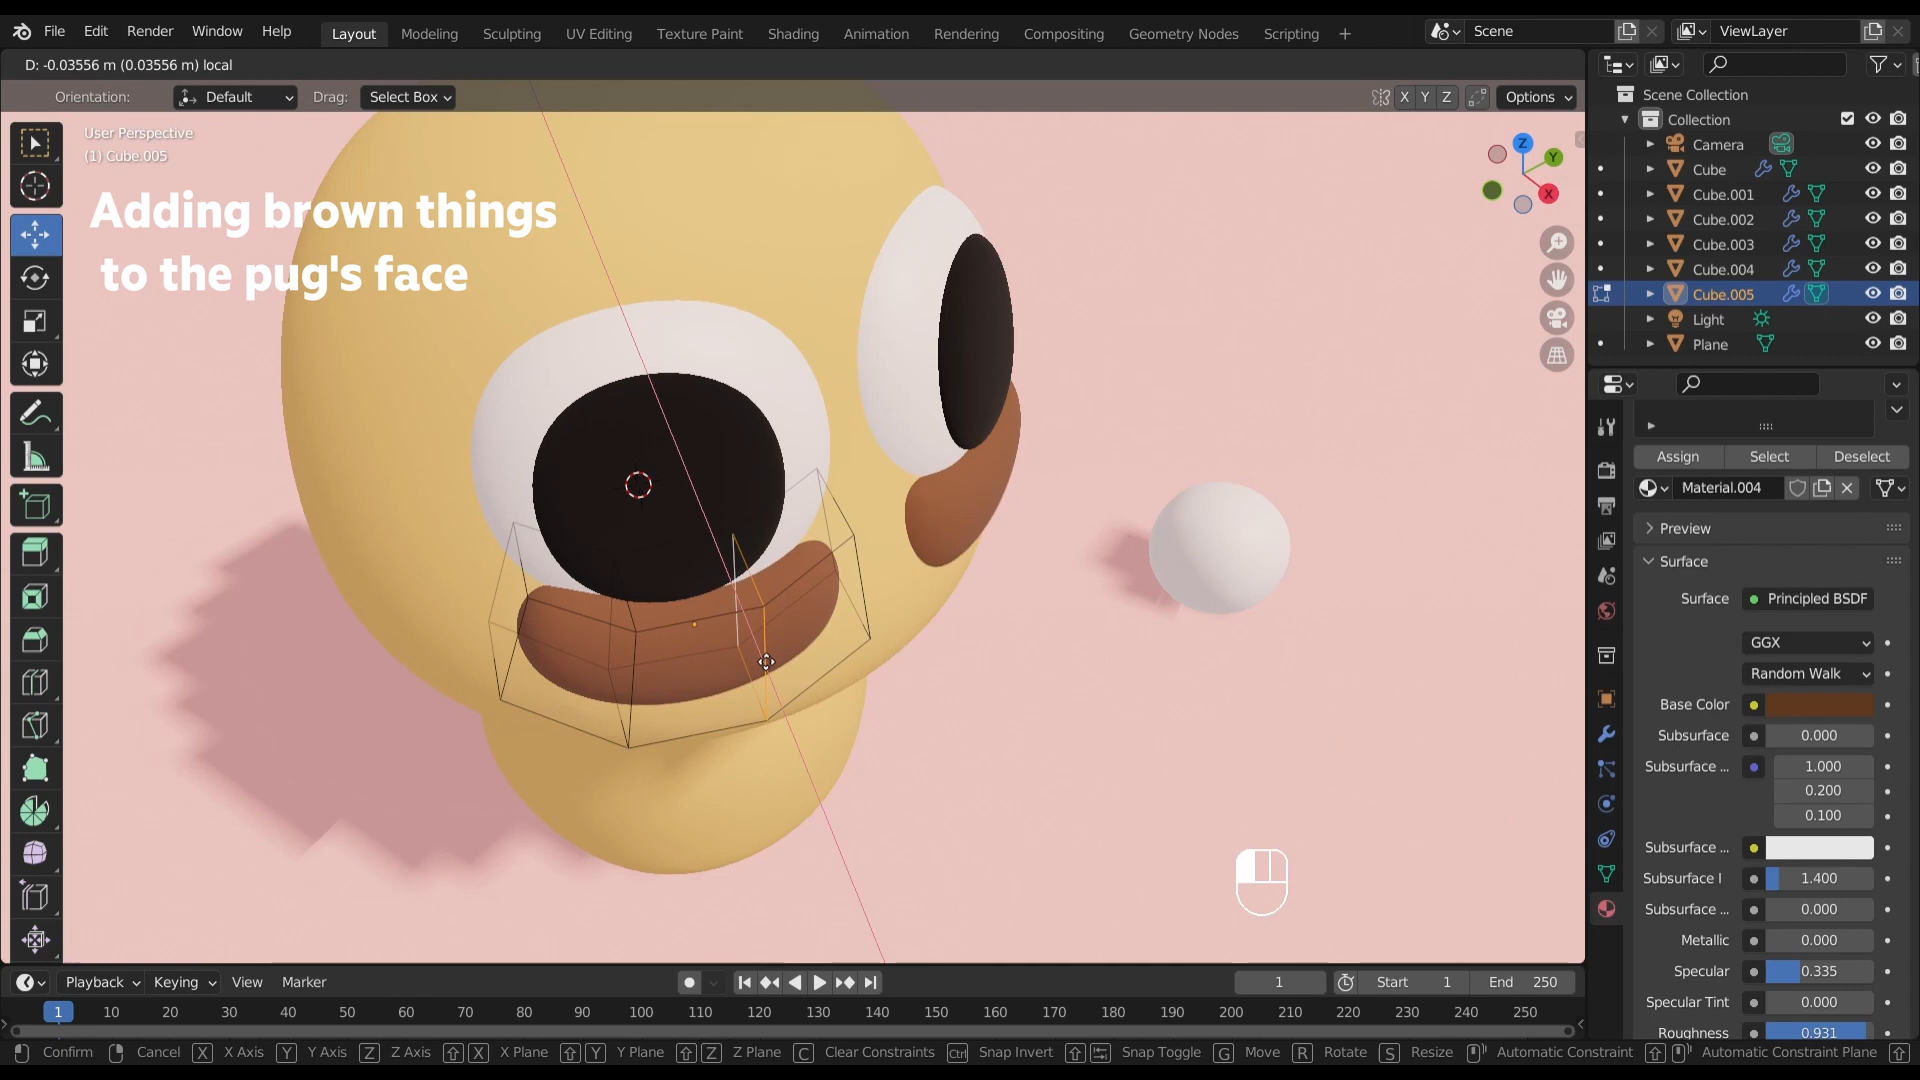 File Edit Render Window Help Layout Modeling Sculpting UV Editing Texture Paint Shading Animation Rendering Compositing Geometry Nodes Scripting + Scene ViewLayer
D: -0.03556 m (0.03556 m) local
Orientation: Default Drag: Select Box X Y Z Options
User Perspective
(1) Cube.005
Adding brown things
to the pug's face
Z
Y
X
Scene Collection
Collection
Camera
Cube
Cube.001
Cube.002
Cube.003
Cube.004
Cube.005
Light
Plane
Assign Select Deselect
Material.004
Preview
Surface
Surface Principled BSDF
GGX
Random Walk
Base Color
Subsurface 0.000
Subsurface ... 1.000
0.200
0.100
Subsurface ...
Subsurface I 1.400
Subsurface ... 0.000
Metallic 0.000
Specular 0.335
Specular Tint 0.000
Roughness 0.931
Playback Keying View Marker 1 Start 1 End 250
1 10 20 30 40 50 60 70 80 90 100 110 120 130 140 150 160 170 180 190 200 210 220 230 240 250
Confirm Cancel X X Axis Y Y Axis Z Z Axis X X Plane Y Y Plane Z Z Plane C Clear Constraints Ctrl Snap Invert Snap Toggle G Move R Rotate S Resize Automatic Constraint Automatic Constraint Plane